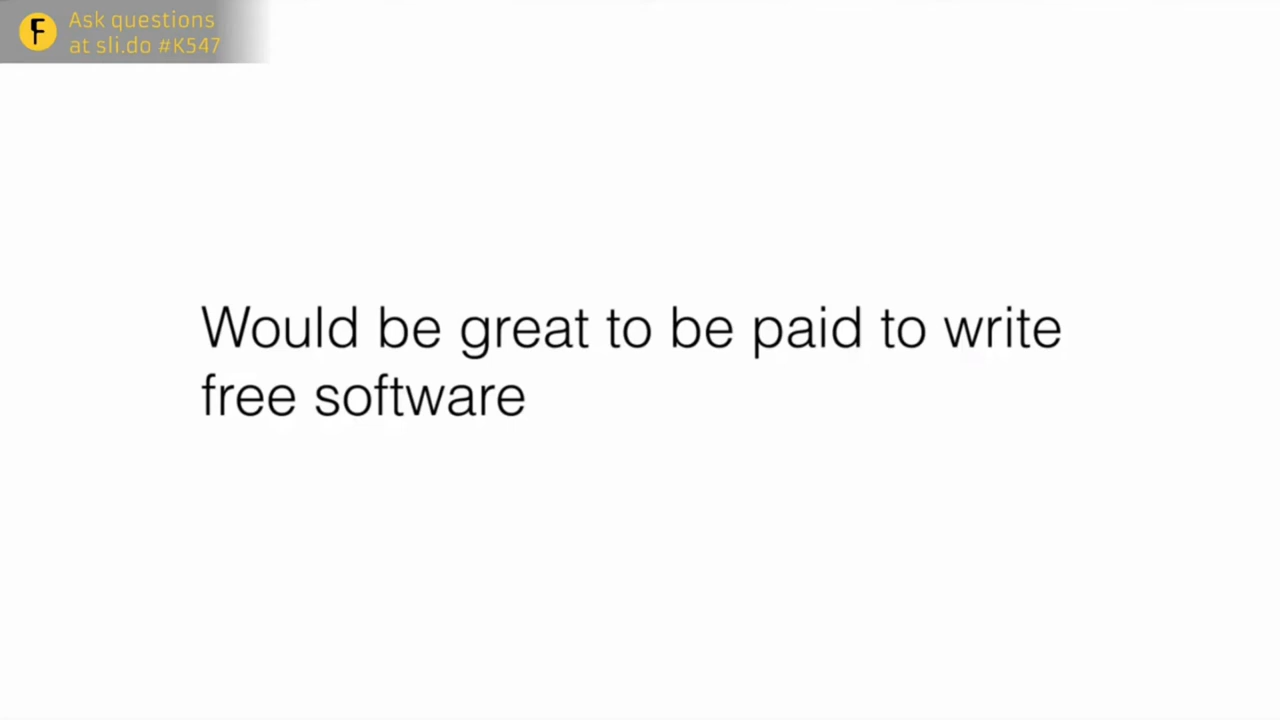 F
Ask questions
at sli.do #K547
Would be great to be paid to write
free software